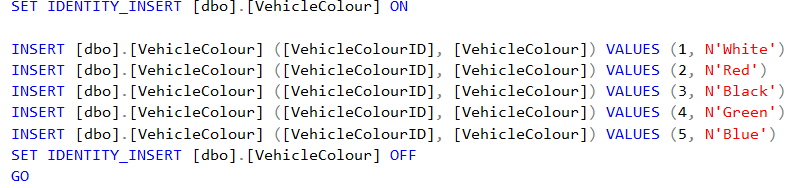 SET IDENTITY_INSERT [dbo].[VehicleColour] ON
INSERT [dbo].[VehicleColour] ([VehicleColourID], [VehicleColour]) VALUES (1, N'White')
INSERT [dbo].[VehicleColour] ([VehicleColourID], [VehicleColour]) VALUES (2, N'Red')
INSERT [dbo].[VehicleColour] ([VehicleColourID], [VehicleColour]) VALUES (3, N'Black')
INSERT [dbo].[VehicleColour] ([VehicleColourID], [VehicleColour]) VALUES (4, N'Green')
INSERT [dbo].[VehicleColour] ([VehicleColourID], [VehicleColour]) VALUES (5, N'Blue')
SET IDENTITY_INSERT [dbo].[VehicleColour] OFF
GO